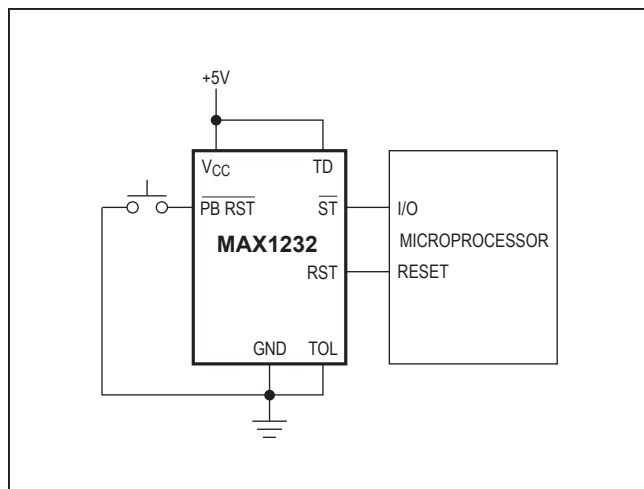 +5V
VCC TD
PB RST ST I/O
MAX1232 MICROPROCESSOR
RST RESET
GND TOL